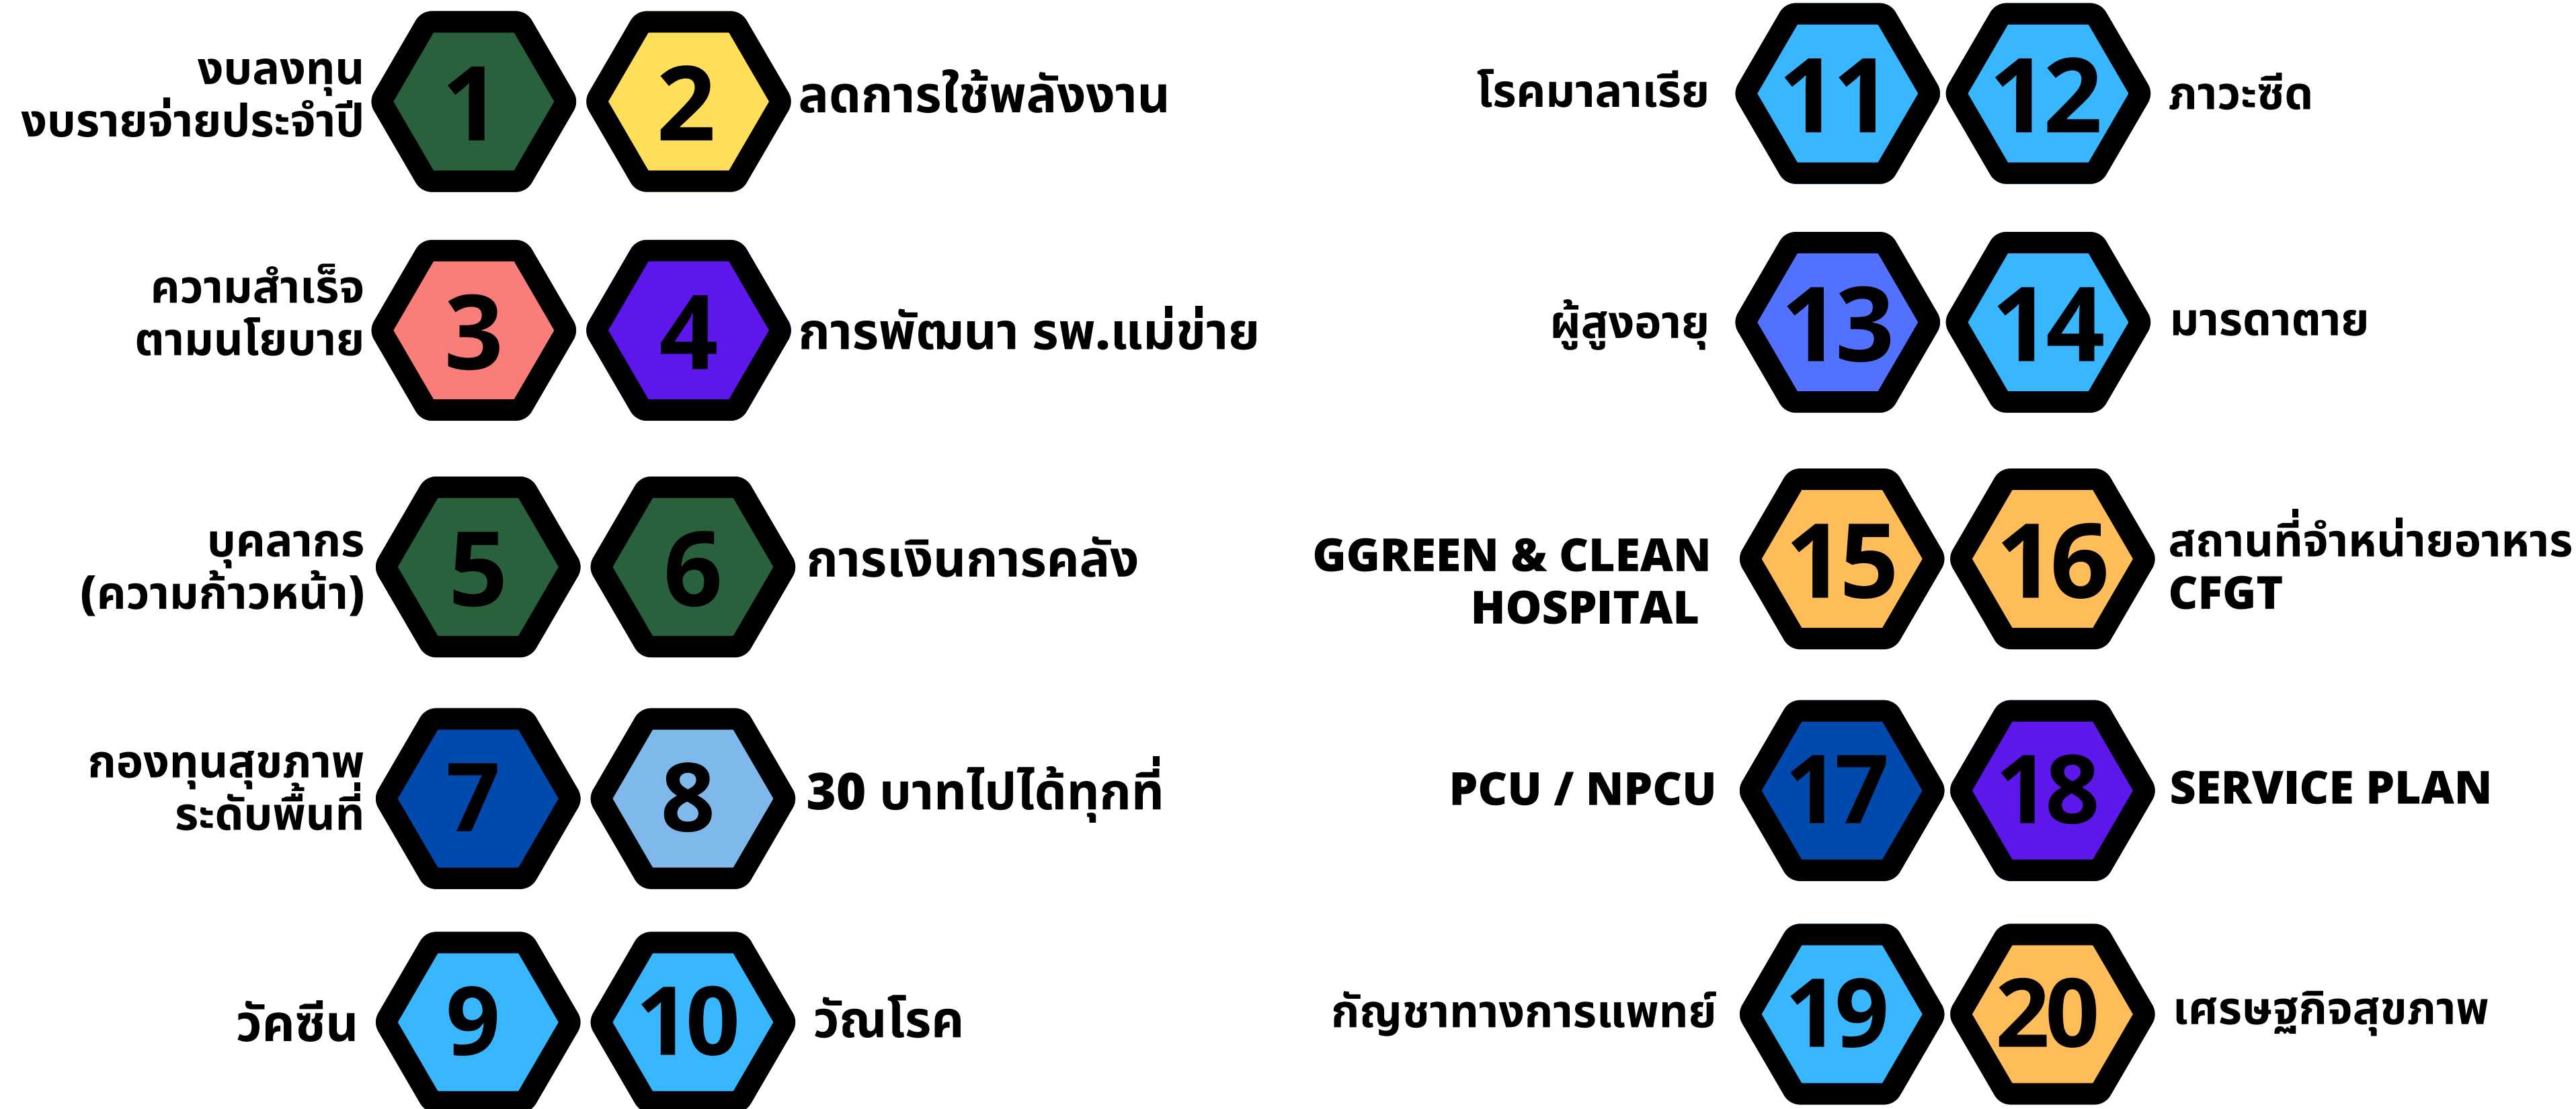 งบลงทุน
งบรายจ่ายประจำปี
1
2
ลดการใช้พลังงาน
ความสำเร็จ
ตามนโยบาย
3
4
การพัฒนา รพ.แม่ข่าย
บุคลากร
(ความก้าวหน้า)
5
6
การเงินการคลัง
กองทุนสุขภาพ
ระดับพื้นที่
7
8
30 บาทไปได้ทุกที่
วัคซีน
9
10
วัณโรค
โรคมาลาเรีย
11
12
ภาวะซีด
ผู้สูงอายุ
13
14
มารดาตาย
GGREEN & CLEAN
HOSPITAL
15
16
สถานที่จำหน่ายอาหาร
CFGT
PCU / NPCU
17
18
SERVICE PLAN
กัญชาทางการแพทย์
19
20
เศรษฐกิจสุขภาพ